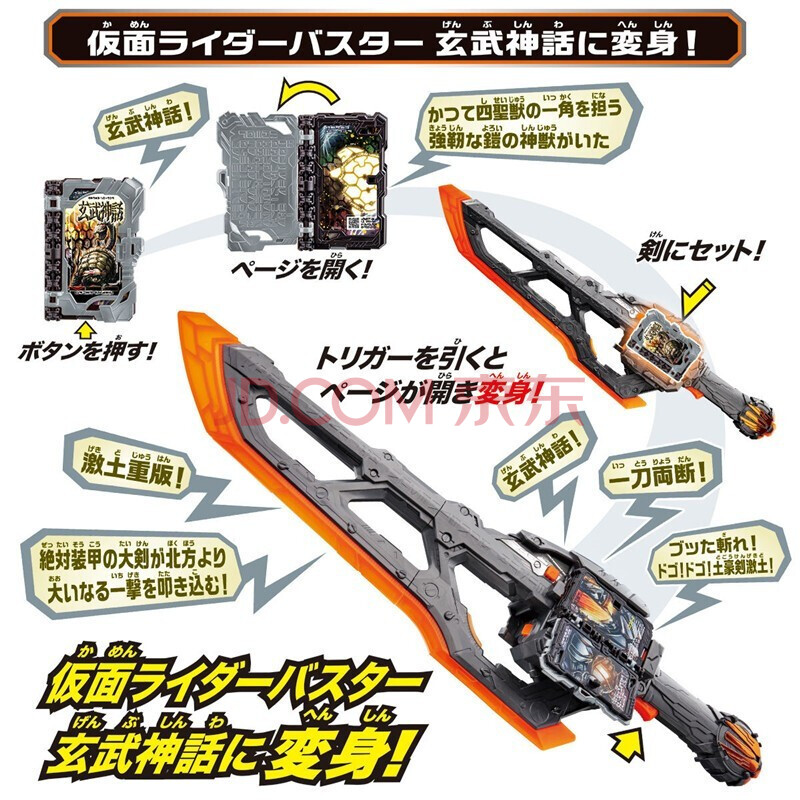 仮面ライダーバスター 玄武神話に変身！
玄武神話！
かつて四聖獣の一角を担う
強靭な鎧の神獣がいた
玄武神話
ページを開く！
ボタンを押す！
剣にセット！
トリガーを引くと
ページが開き変身！
JD.COM 京东
激土重版！
玄武神話！
一刀両断！
絶対装甲の大剣が北方より
大いなる一撃を叩き込む！
ブッた斬れ！
ドゴ！ドゴ！土豪剣激土！
仮面ライダーバスター
玄武神話に変身！